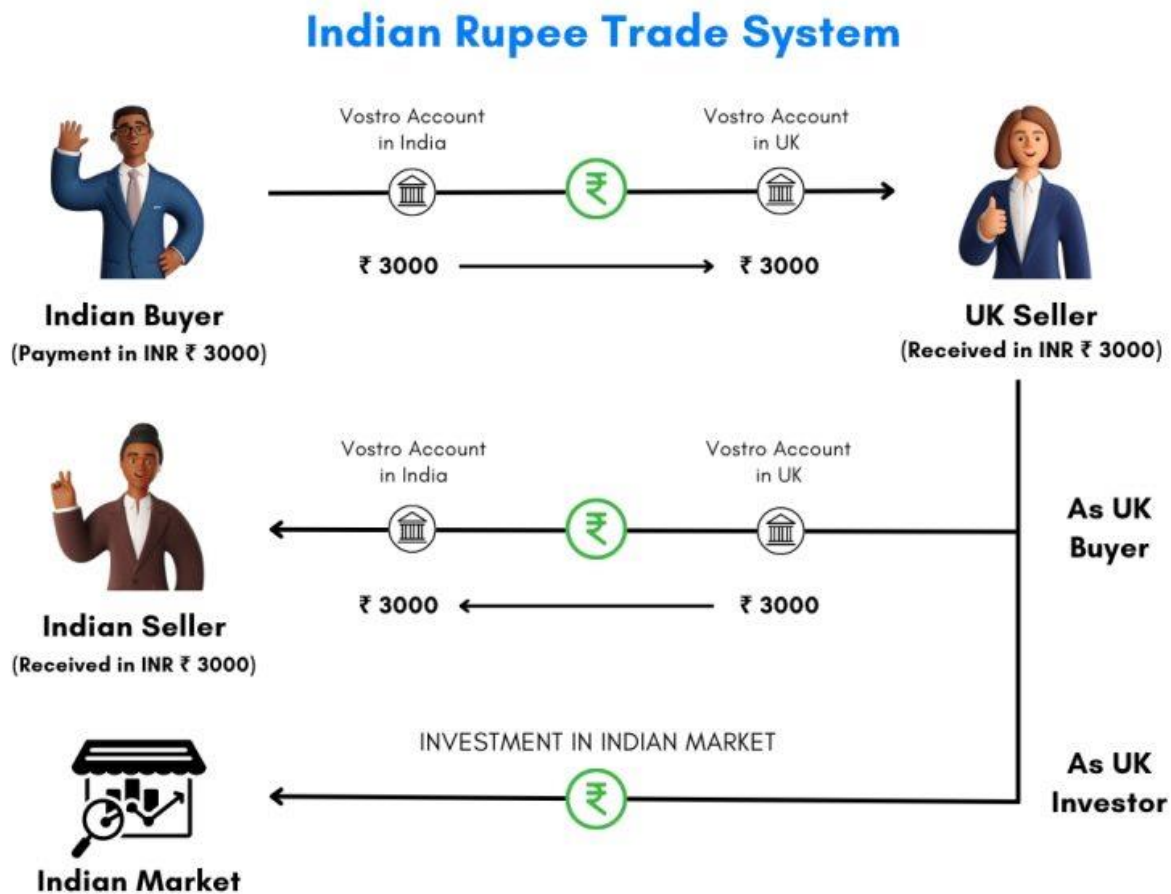 Indian Rupee Trade System
Vostro Account
in India
Vostro Account
in UK
₹
₹ 3000
₹ 3000
Indian Buyer
(Payment in INR ₹ 3000)
UK Seller
(Received in INR ₹ 3000)
Vostro Account
in India
Vostro Account
in UK
₹
As UK
Buyer
₹ 3000
₹ 3000
Indian Seller
(Received in INR ₹ 3000)
INVESTMENT IN INDIAN MARKET
₹
As UK
Investor
Indian Market